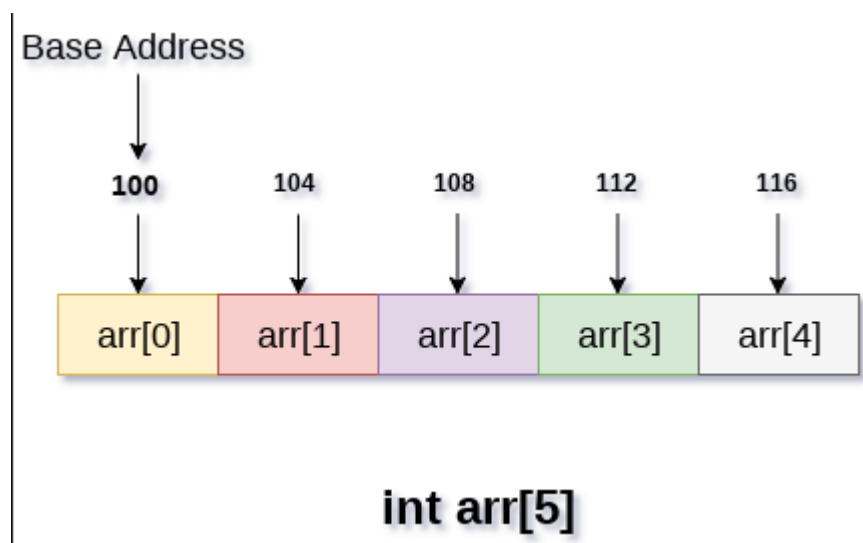 Base Address
100 104 108 112 116
arr[0] arr[1] arr[2] arr[3] arr[4]
int arr[5]